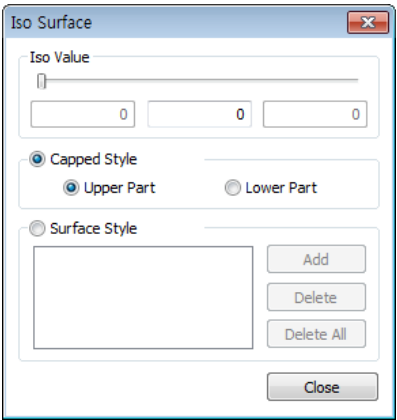 Iso Surface
Iso Value
0 0 0
Capped Style
Upper Part Lower Part
Surface Style
Add
Delete
Delete All
Close